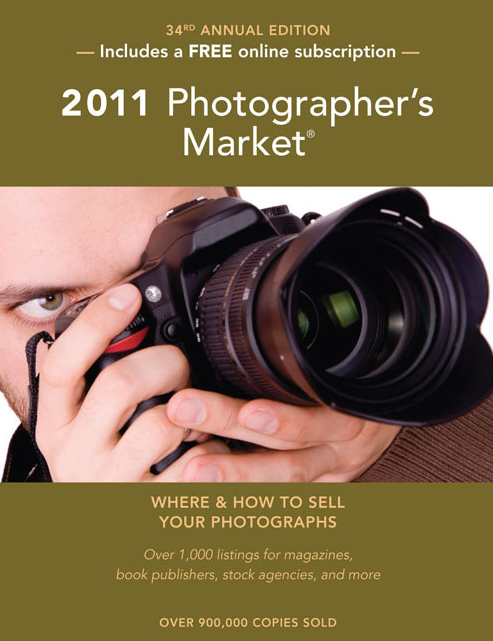 34RD ANNUAL EDITION
— Includes a FREE online subscription —
2011 Photographer's
Market®
WHERE & HOW TO SELL
YOUR PHOTOGRAPHS
Over 1,000 listings for magazines,
book publishers, stock agencies, and more
OVER 900,000 COPIES SOLD